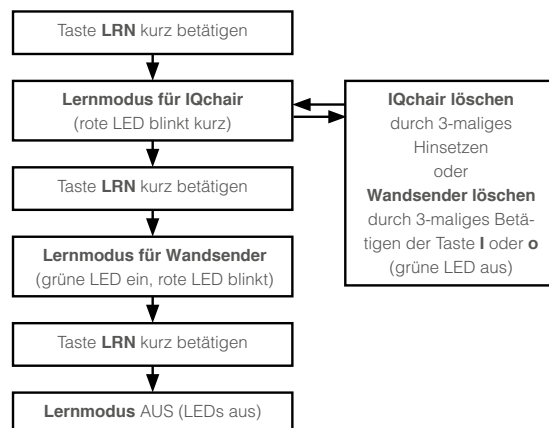 Taste LRN kurz betätigen
Lernmodus für IQchair
(rote LED blinkt kurz)
Taste LRN kurz betätigen
Lernmodus für Wandsender
(grüne LED ein, rote LED blinkt)
Taste LRN kurz betätigen
Lernmodus AUS (LEDs aus)
IQchair löschen
durch 3-maliges
Hinsetzen
oder
Wandsender löschen
durch 3-maliges Betä-
tigen der Taste I oder o
(grüne LED aus)